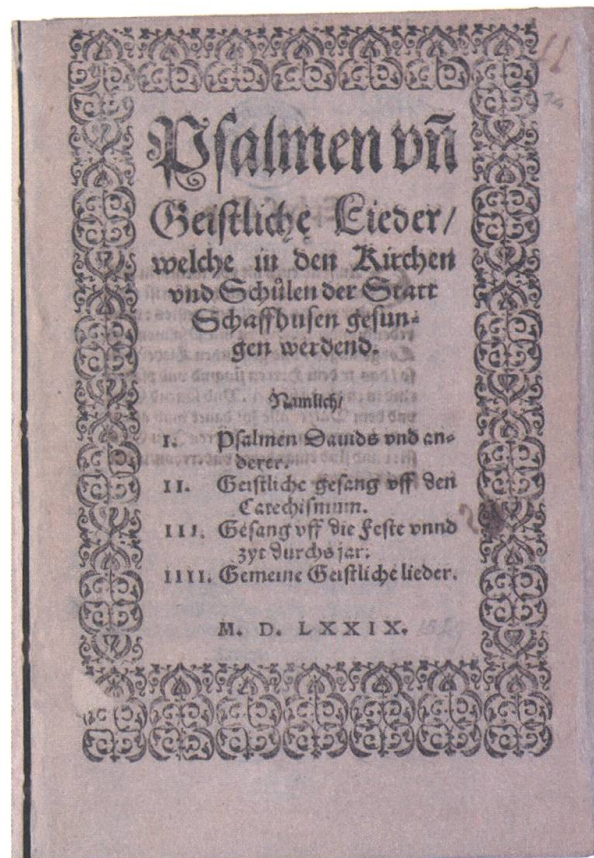 Psalmen vñ
Geistliche Lieder/
welche in den Kirchen
vnd Schůlen der Statt
Schaffhusen gesun-
gen werdend.
Namlich/
I. Psalmen Dauids vnd an-
derer.
II. Geistliche gesang vff den
Catechismum.
III. Gesang vff die Feste vnnd
zyt durchs jar.
IIII. Gemeine Geistliche lieder.
M. D. LXXIX.